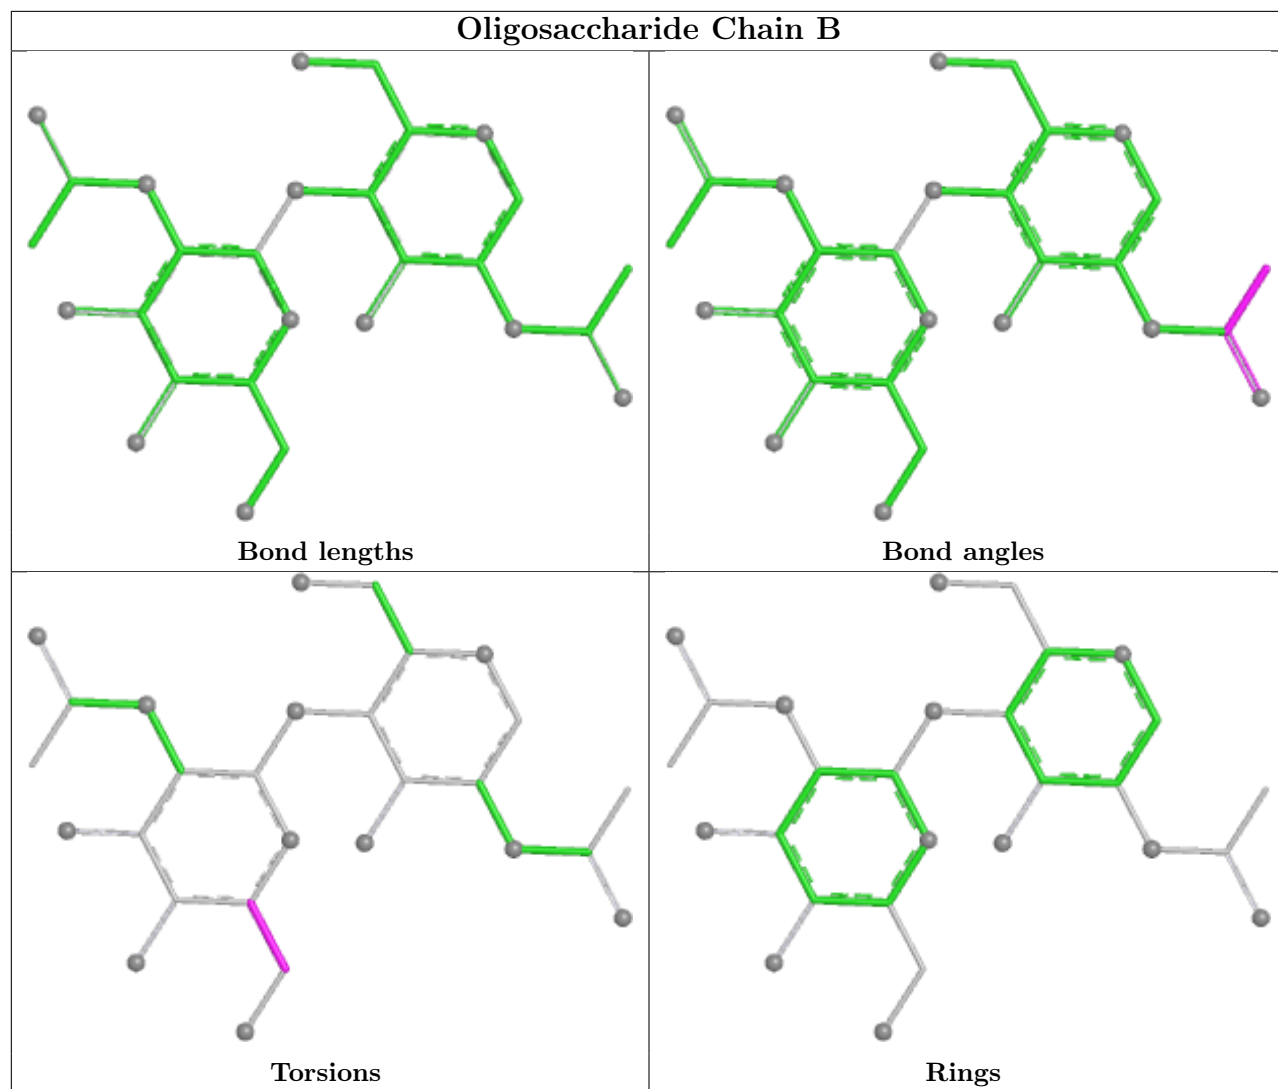 Oligosaccharide Chain B
Bond lengths
Bond angles
Torsions
Rings